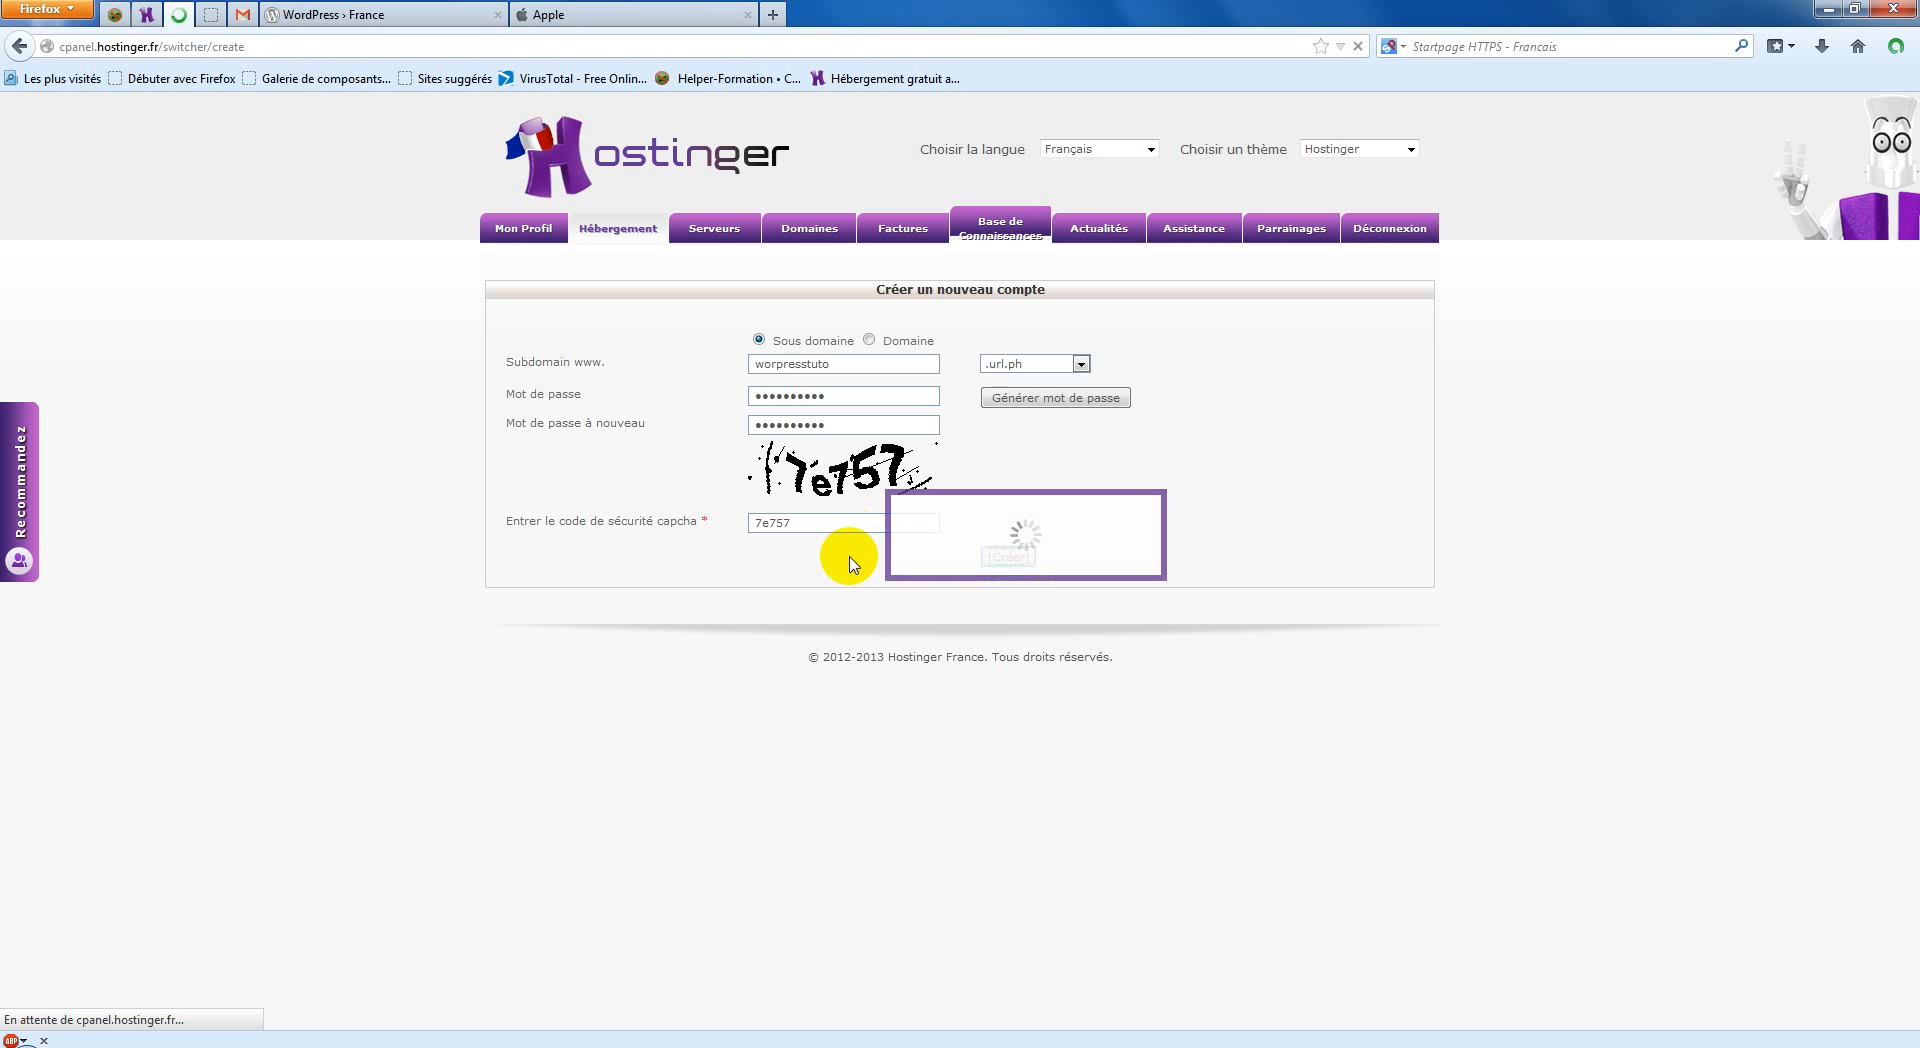 Firefox
WordPress › France
Apple
cpanel.hostinger.fr/switcher/create
Startpage HTTPS - Francais
Les plus visités
Débuter avec Firefox
Galerie de composants...
Sites suggérés
VirusTotal - Free Onlin...
Helper-Formation • C...
Hébergement gratuit a...
Hostinger
Choisir la langue
Français
Choisir un thème
Hostinger
Mon Profil
Hébergement
Serveurs
Domaines
Factures
Base de
Connaissances
Actualités
Assistance
Parrainages
Déconnexion
Créer un nouveau compte
Sous domaine
Domaine
Subdomain www.
worpresstuto
.url.ph
Mot de passe
••••••••••
Générer mot de passe
Mot de passe à nouveau
••••••••••
7e757
Entrer le code de sécurité capcha *
7e757
Créer
Recommandez
© 2012-2013 Hostinger France. Tous droits réservés.
En attente de cpanel.hostinger.fr...
ABP